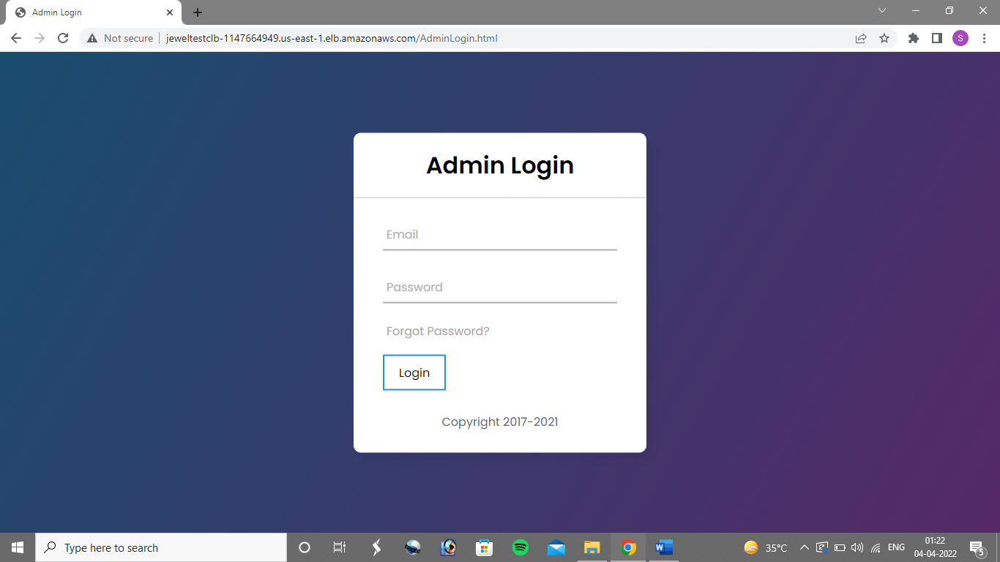 Admin Login
Not secure
jeweltestclb-1147664949.us-east-1.elb.amazonaws.com/AdminLogin.html
S
Admin Login
Email
Password
Forgot Password?
Login
Copyright 2017-2021
Type here to search
W
35°C
ENG
01:22
04-04-2022
5